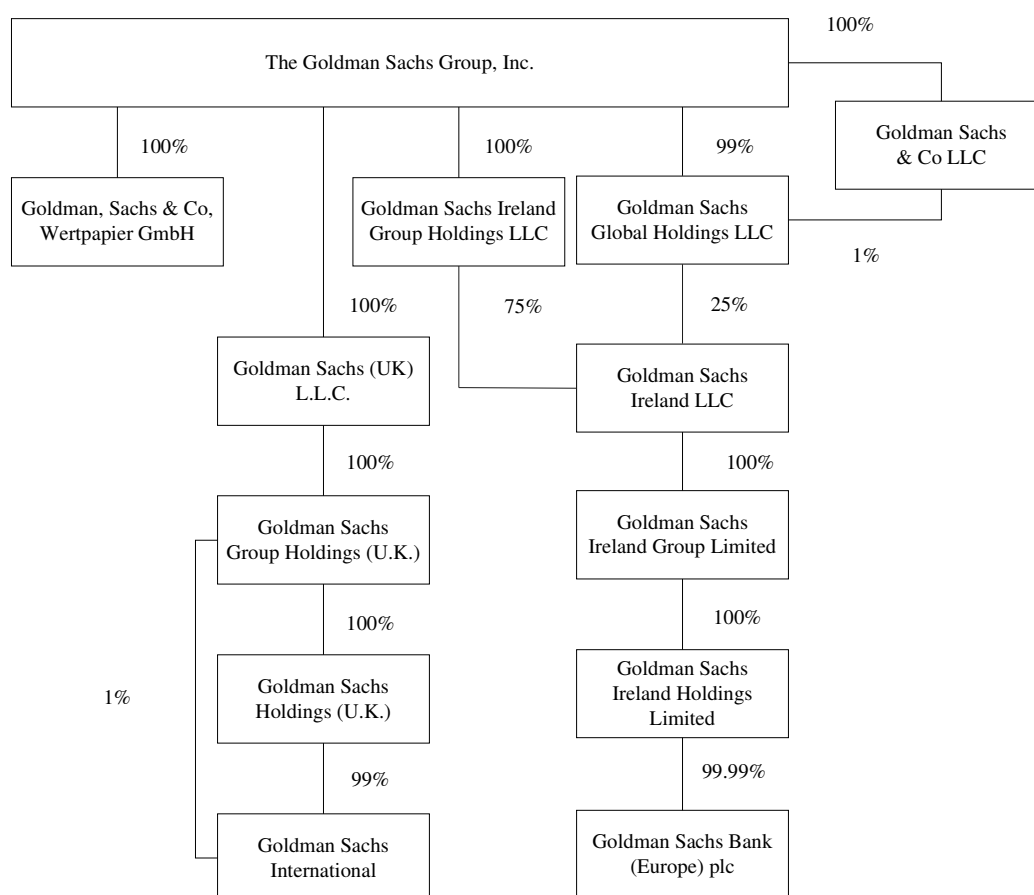 100%
The Goldman Sachs Group, Inc.
Goldman Sachs
& Co LLC
100%
100%
99%
Goldman, Sachs & Co,
Wertpapier GmbH
Goldman Sachs Ireland
Group Holdings LLC
Goldman Sachs
Global Holdings LLC
1%
100%
75%
25%
Goldman Sachs (UK)
L.L.C.
Goldman Sachs
Ireland LLC
100%
100%
Goldman Sachs
Group Holdings (U.K.)
Goldman Sachs
Ireland Group Limited
100%
100%
1%
Goldman Sachs
Holdings (U.K.)
Goldman Sachs
Ireland Holdings
Limited
99%
99.99%
Goldman Sachs
International
Goldman Sachs Bank
(Europe) plc